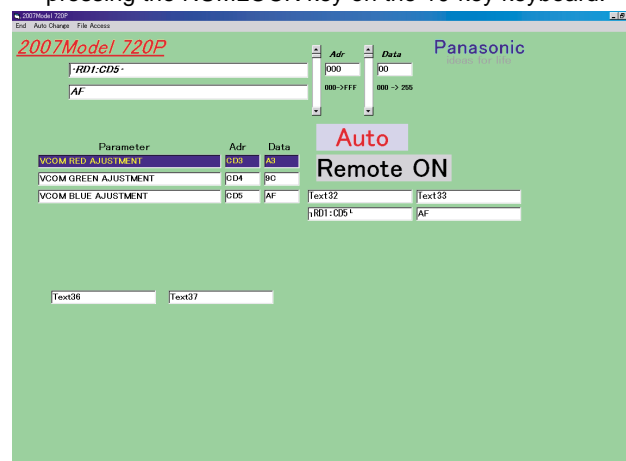 pressing the NUMLOCK key on the 10-key keyboard.
2007Model 720P
End Auto Change File Access
2007Model 720P
Adr Data
Panasonic
ideas for life
·RD1:CD5·
000 00
AF
000->FFF 000 -> 255
Auto
Parameter Adr Data
VCOM RED AJUSTMENT CD3 A3
Remote ON
VCOM GREEN AJUSTMENT CD4 9C
VCOM BLUE AJUSTMENT CD5 AF
Text32 Text33
┐RD1:CD5└ AF
Text36 Text37